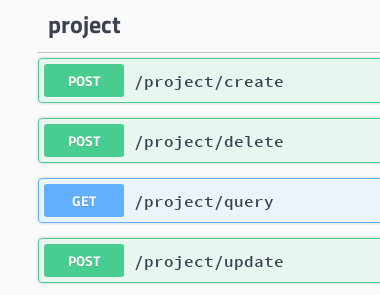 project
POST /project/create
POST /project/delete
GET /project/query
POST /project/update